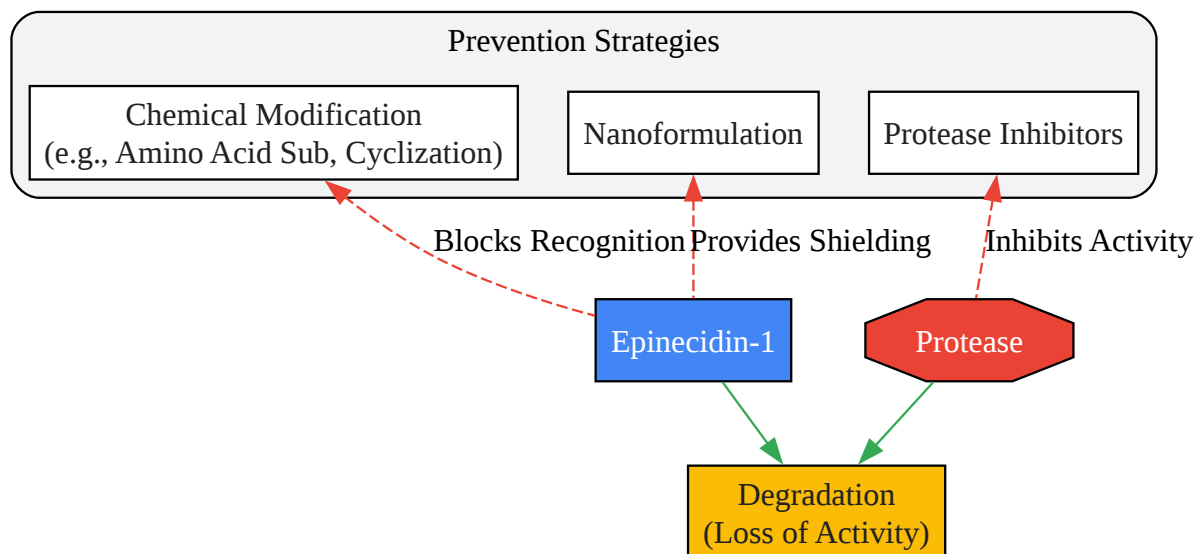 Prevention Strategies
Chemical Modification
(e.g., Amino Acid Sub, Cyclization)
Nanoformulation
Protease Inhibitors
Blocks Recognition
Provides Shielding
Inhibits Activity
Epinecidin-1
Protease
Degradation
(Loss of Activity)